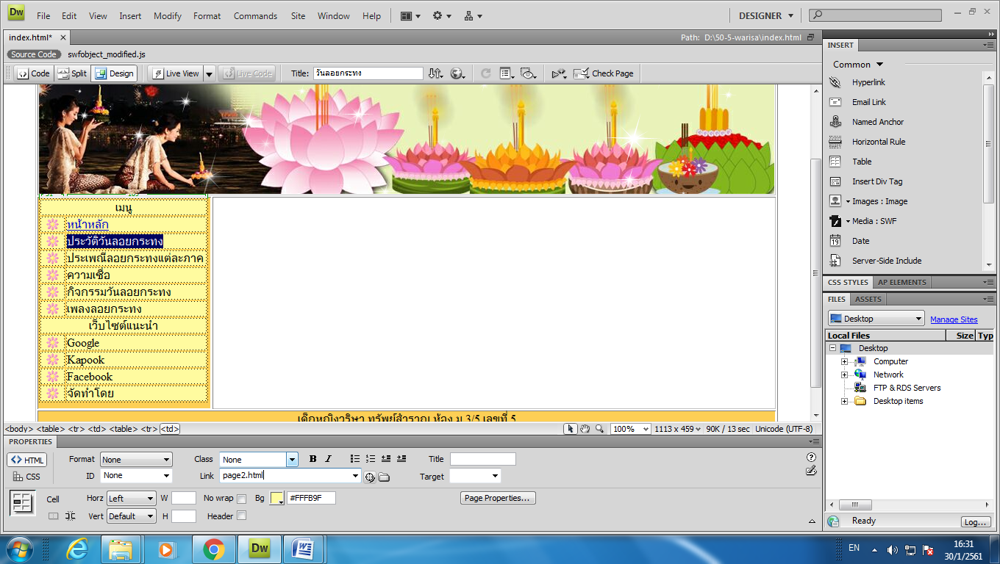 Dw File Edit View Insert Modify Format Commands Site Window Help DESIGNER
index.html* Path: D:\50-5-warisa\index.html
Source Code swfobject_modified.js
Code Split Design Live View Live Code Title: วันลอยกระทง Check Page
เมนู
หน้าหลัก
ประวัติวันลอยกระทง
ประเพณีลอยกระทงแต่ละภาค
ความเชื่อ
กิจกรรมวันลอยกระทง
เพลงลอยกระทง
เว็บไซต์แนะนำ
Google
Kapook
Facebook
จัดทำโดย
เด็กหญิงวริษา ทรัพย์สำราญ ห้อง ม.3/5 เลขที่ 5
<body> <table> <tr> <td> <table> <tr> <td> 100% 1113 x 459 90K / 13 sec Unicode (UTF-8)
PROPERTIES
HTML Format None Class None B I Title
CSS ID None Link page2.html Target
Cell Horz Left W No wrap Bg #FFFB9F Page Properties...
Vert Default H Header
INSERT
Common
Hyperlink
Email Link
Named Anchor
Horizontal Rule
Table
Insert Div Tag
Images : Image
Media : SWF
19 Date
Server-Side Include
CSS STYLES AP ELEMENTS
FILES ASSETS
Desktop Manage Sites
Local Files Size Typ
Desktop
Computer
Network
FTP & RDS Servers
Desktop items
Ready Log...
Dw W EN 16:31
30/1/2561